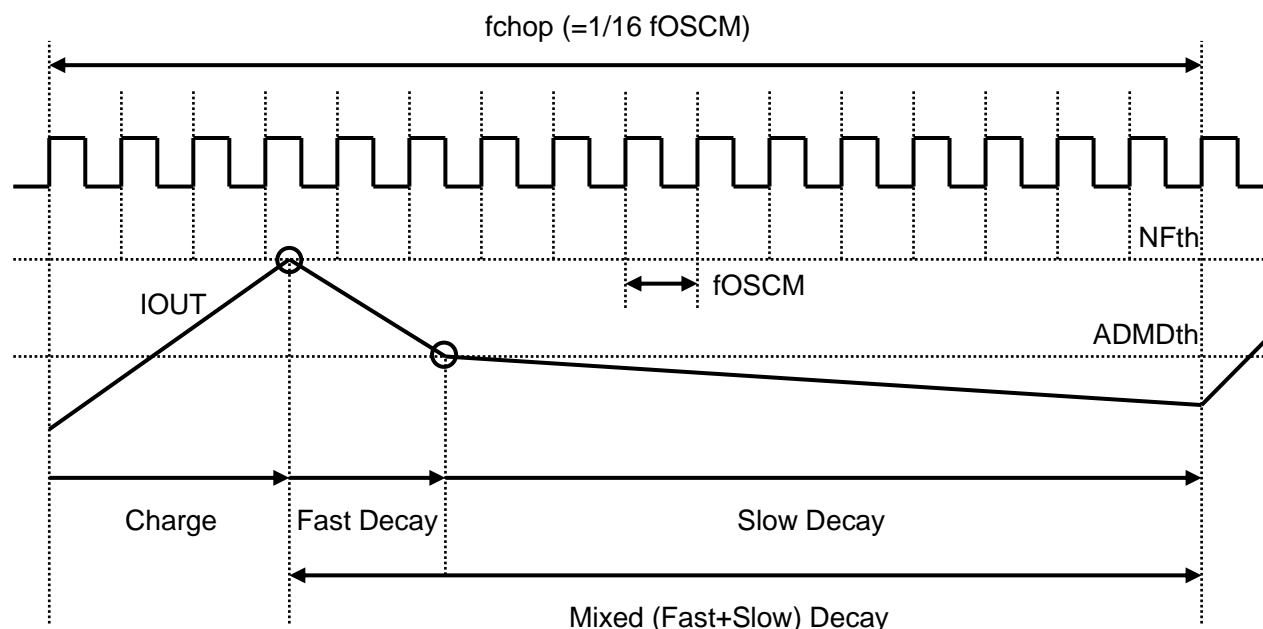 fchop (=1/16 fOSCM)
NFth
fOSCM
IOUT
ADMDth
Charge
Fast Decay
Slow Decay
Mixed (Fast+Slow) Decay